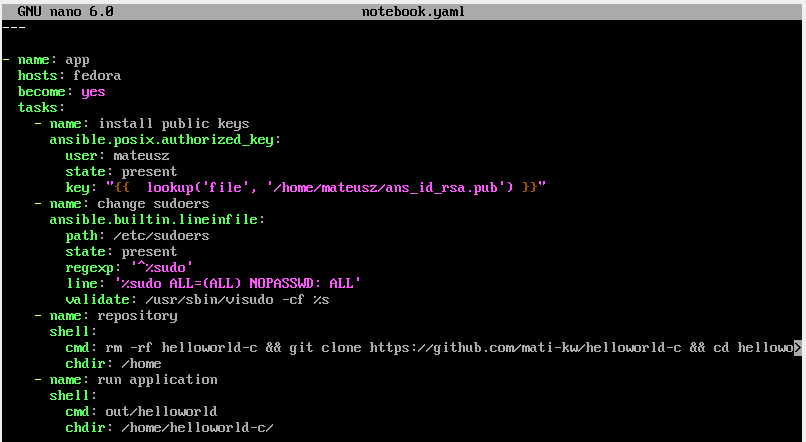 GNU nano 6.0 notebook.yaml
---
- name: app
  hosts: fedora
  become: yes
  tasks:
    - name: install public keys
      ansible.posix.authorized_key:
        user: mateusz
        state: present
        key: "{{  lookup('file', '/home/mateusz/ans_id_rsa.pub') }}"
    - name: change sudoers
      ansible.builtin.lineinfile:
        path: /etc/sudoers
        state: present
        regexp: '^%sudo'
        line: '%sudo ALL=(ALL) NOPASSWD: ALL'
        validate: /usr/sbin/visudo -cf %s
    - name: repository
      shell:
        cmd: rm -rf helloworld-c && git clone https://github.com/mati-kw/helloworld-c && cd hellowo>
        chdir: /home
    - name: run application
      shell:
        cmd: out/helloworld
        chdir: /home/helloworld-c/